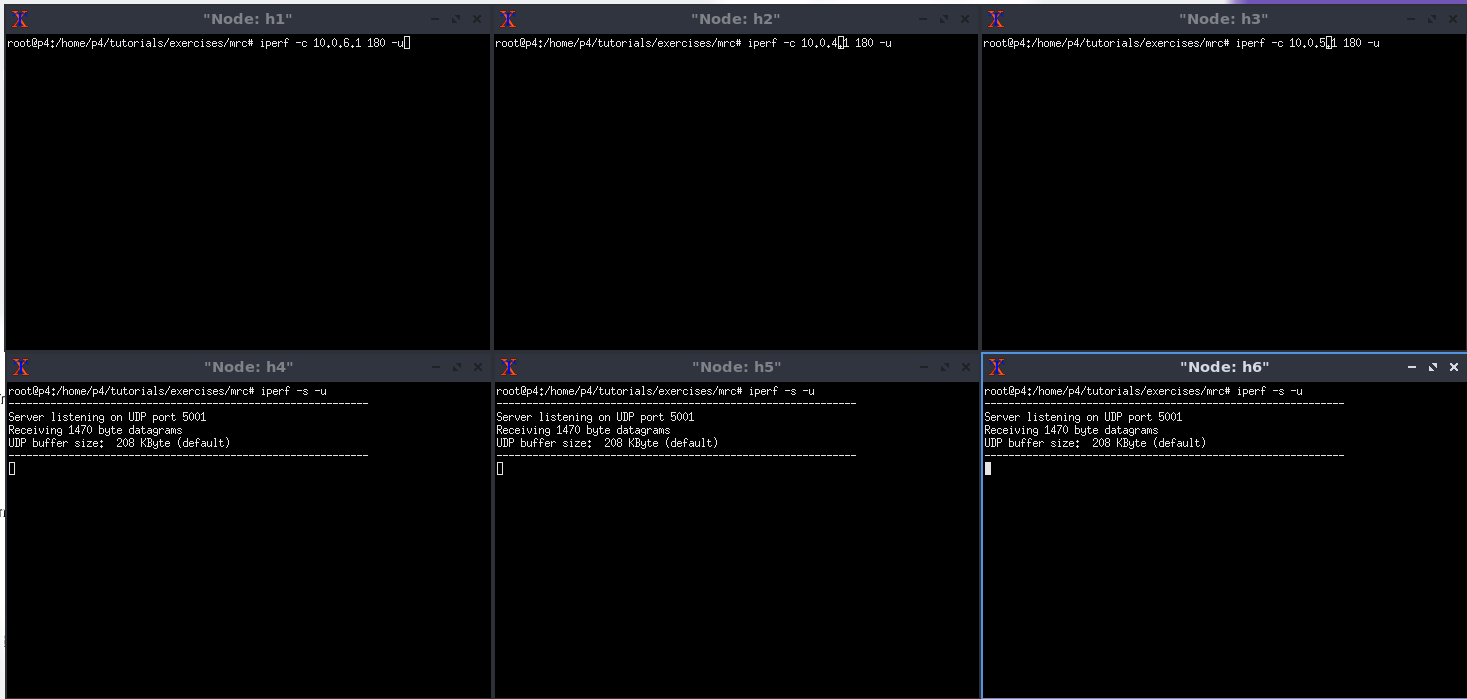 "Node: h1"
root@p4:/home/p4/tutorials/exercises/mrc# iperf -c 10.0.6.1 180 -u
"Node: h2"
root@p4:/home/p4/tutorials/exercises/mrc# iperf -c 10.0.4.1 180 -u
"Node: h3"
root@p4:/home/p4/tutorials/exercises/mrc# iperf -c 10.0.5.1 180 -u
"Node: h4"
root@p4:/home/p4/tutorials/exercises/mrc# iperf -s -u
------------------------------------------------------------
Server listening on UDP port 5001
Receiving 1470 byte datagrams
UDP buffer size:  208 KByte (default)
------------------------------------------------------------
"Node: h5"
root@p4:/home/p4/tutorials/exercises/mrc# iperf -s -u
------------------------------------------------------------
Server listening on UDP port 5001
Receiving 1470 byte datagrams
UDP buffer size:  208 KByte (default)
------------------------------------------------------------
"Node: h6"
root@p4:/home/p4/tutorials/exercises/mrc# iperf -s -u
------------------------------------------------------------
Server listening on UDP port 5001
Receiving 1470 byte datagrams
UDP buffer size:  208 KByte (default)
------------------------------------------------------------